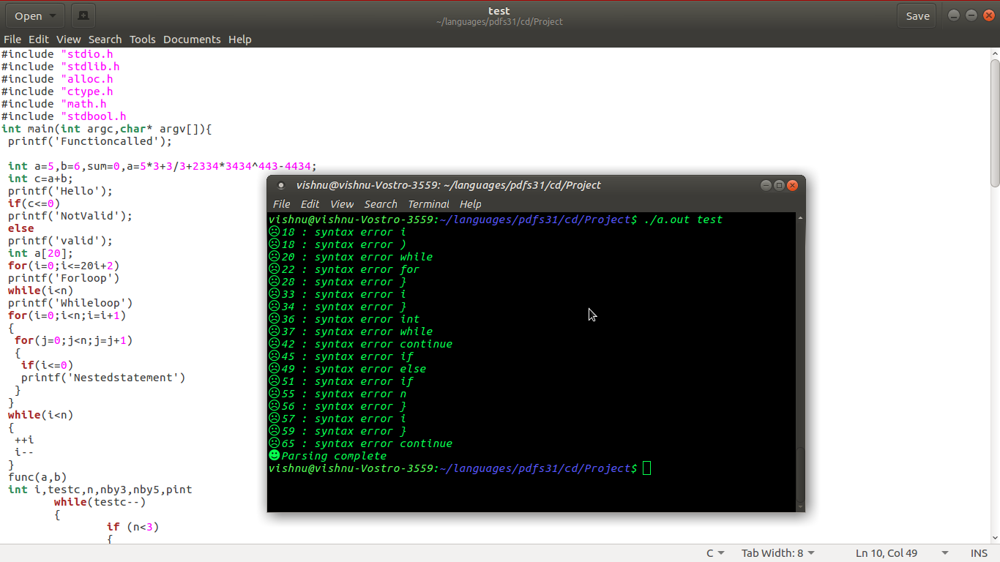 Open
test
~/languages/pdfs31/cd/Project
Save
File Edit View Search Tools Documents Help
#include "stdio.h
#include "stdlib.h
#include "alloc.h
#include "ctype.h
#include "math.h
#include "stdbool.h
int main(int argc,char* argv[]){
printf('Functioncalled');
int a=5,b=6,sum=0,a=5*3+3/3+2334*3434^443-4434;
int c=a+b;
printf('Hello');
if(c<=0)
printf('NotValid');
else
printf('valid');
int a[20];
for(i=0;i<=20i+2)
printf('Forloop')
while(i<n)
printf('Whileloop')
for(i=0;i<n;i=i+1)
{
for(j=0;j<n;j=j+1)
{
if(i<=0)
printf('Nestedstatement')
}
}
while(i<n)
{
++i
i--
}
func(a,b)
int i,testc,n,nby3,nby5,pint
while(testc--)
{
if (n<3)
{
vishnu@vishnu-Vostro-3559: ~/languages/pdfs31/cd/Project
File Edit View Search Terminal Help
vishnu@vishnu-Vostro-3559:~/languages/pdfs31/cd/Project$ ./a.out test
☹18 : syntax error i
☹18 : syntax error )
☹20 : syntax error while
☹22 : syntax error for
☹28 : syntax error }
☹33 : syntax error i
☹34 : syntax error }
☹36 : syntax error int
☹37 : syntax error while
☹42 : syntax error continue
☹45 : syntax error if
☹49 : syntax error else
☹51 : syntax error if
☹55 : syntax error n
☹56 : syntax error }
☹57 : syntax error i
☹59 : syntax error }
☹65 : syntax error continue
☻Parsing complete
vishnu@vishnu-Vostro-3559:~/languages/pdfs31/cd/Project$
C Tab Width: 8 Ln 10, Col 49 INS